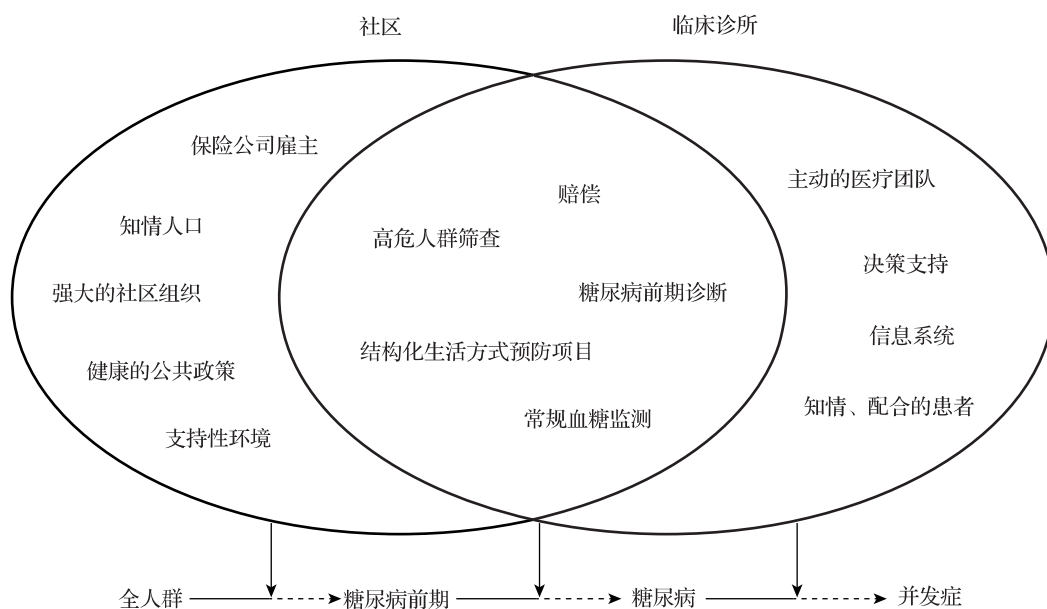 社区
临床诊所
保险公司雇主
知情人口
强大的社区组织
健康的公共政策
支持性环境
赔偿
高危人群筛查
糖尿病前期诊断
结构化生活方式预防项目
常规血糖监测
主动的医疗团队
决策支持
信息系统
知情、配合的患者
全人群
糖尿病前期
糖尿病
并发症